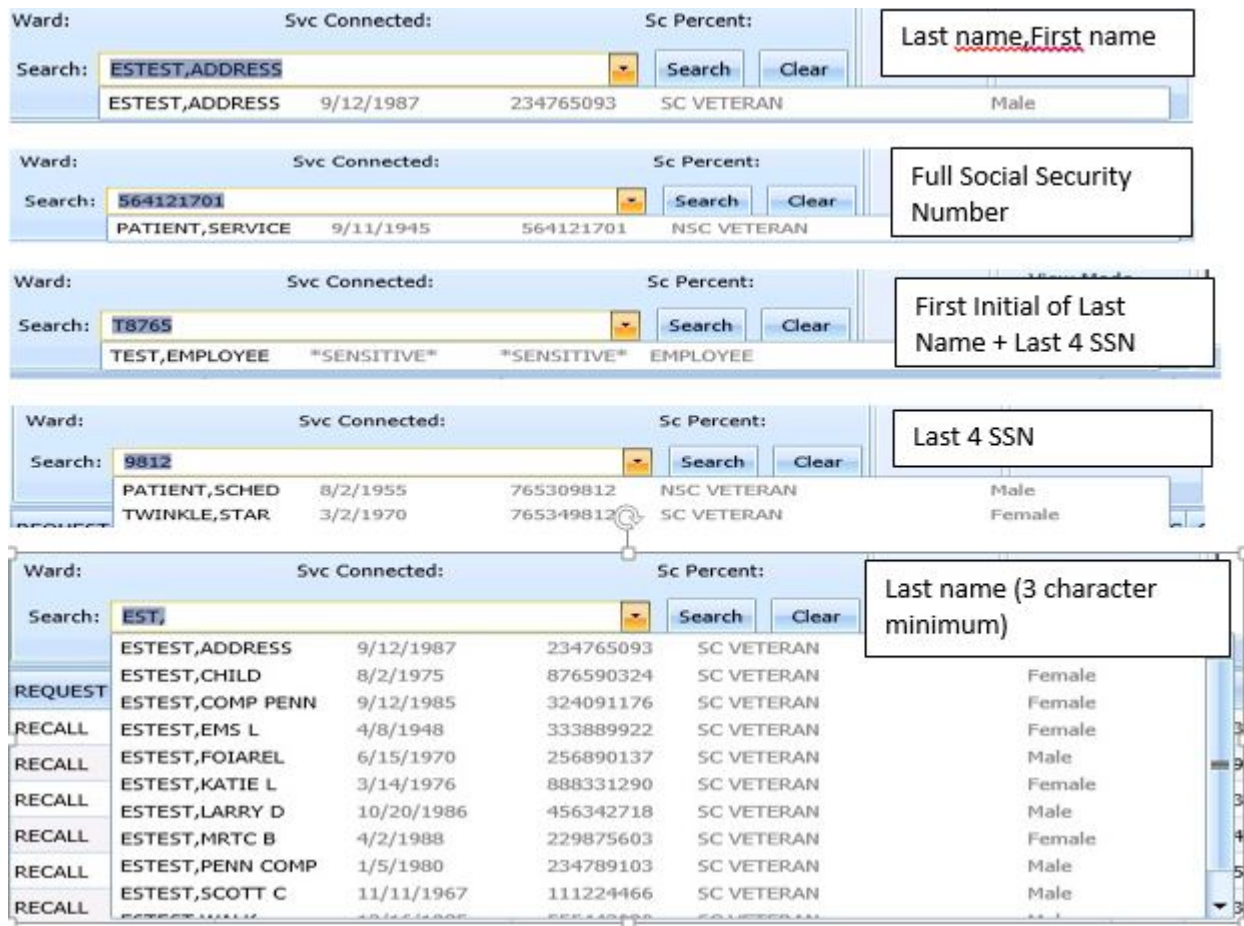 Ward: Svc Connected: Sc Percent:
Last name,First name
Search: ESTEST,ADDRESS Search Clear
ESTEST,ADDRESS 9/12/1987 234765093 SC VETERAN Male
Ward: Svc Connected: Sc Percent:
Full Social Security
Number
Search: 564121701 Search Clear
PATIENT,SERVICE 9/11/1945 564121701 NSC VETERAN
Ward: Svc Connected: Sc Percent:
First Initial of Last
Name + Last 4 SSN
Search: T8765 Search Clear
TEST,EMPLOYEE *SENSITIVE* *SENSITIVE* EMPLOYEE
Ward: Svc Connected: Sc Percent:
Last 4 SSN
Search: 9812 Search Clear
PATIENT,SCHED 8/2/1955 765309812 NSC VETERAN Male
TWINKLE,STAR 3/2/1970 765349812 SC VETERAN Female
Ward: Svc Connected: Sc Percent:
Last name (3 character
minimum)
Search: EST, Search Clear
ESTEST,ADDRESS 9/12/1987 234765093 SC VETERAN
ESTEST,CHILD 8/2/1975 876590324 SC VETERAN Female
REQUEST
ESTEST,COMP PENN 9/12/1985 324091176 SC VETERAN Female
RECALL ESTEST,EMS L 4/8/1948 333889922 SC VETERAN Female
RECALL ESTEST,FOIAREL 6/15/1970 256890137 SC VETERAN Male
ESTEST,KATIE L 3/14/1976 888331290 SC VETERAN Female
RECALL ESTEST,LARRY D 10/20/1986 456342718 SC VETERAN Male
RECALL ESTEST,MRTC B 4/2/1988 229875603 SC VETERAN Female
RECALL ESTEST,PENN COMP 1/5/1980 234789103 SC VETERAN Male
RECALL ESTEST,SCOTT C 11/11/1967 111224466 SC VETERAN Male